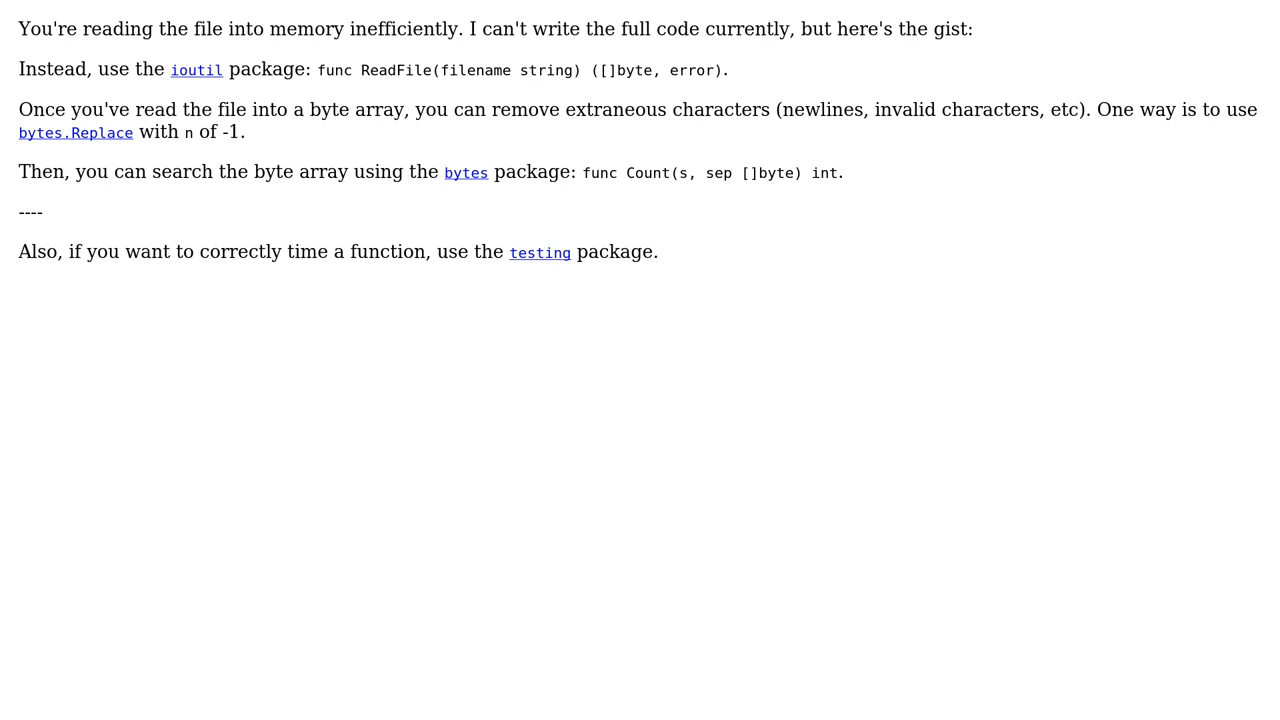 You're reading the file into memory inefficiently. I can't write the full code currently, but here's the gist:
Instead, use the ioutil package: func ReadFile(filename string) ([]byte, error).
Once you've read the file into a byte array, you can remove extraneous characters (newlines, invalid characters, etc). One way is to use
bytes.Replace with n of -1.
Then, you can search the byte array using the bytes package: func Count(s, sep []byte) int.
----
Also, if you want to correctly time a function, use the testing package.